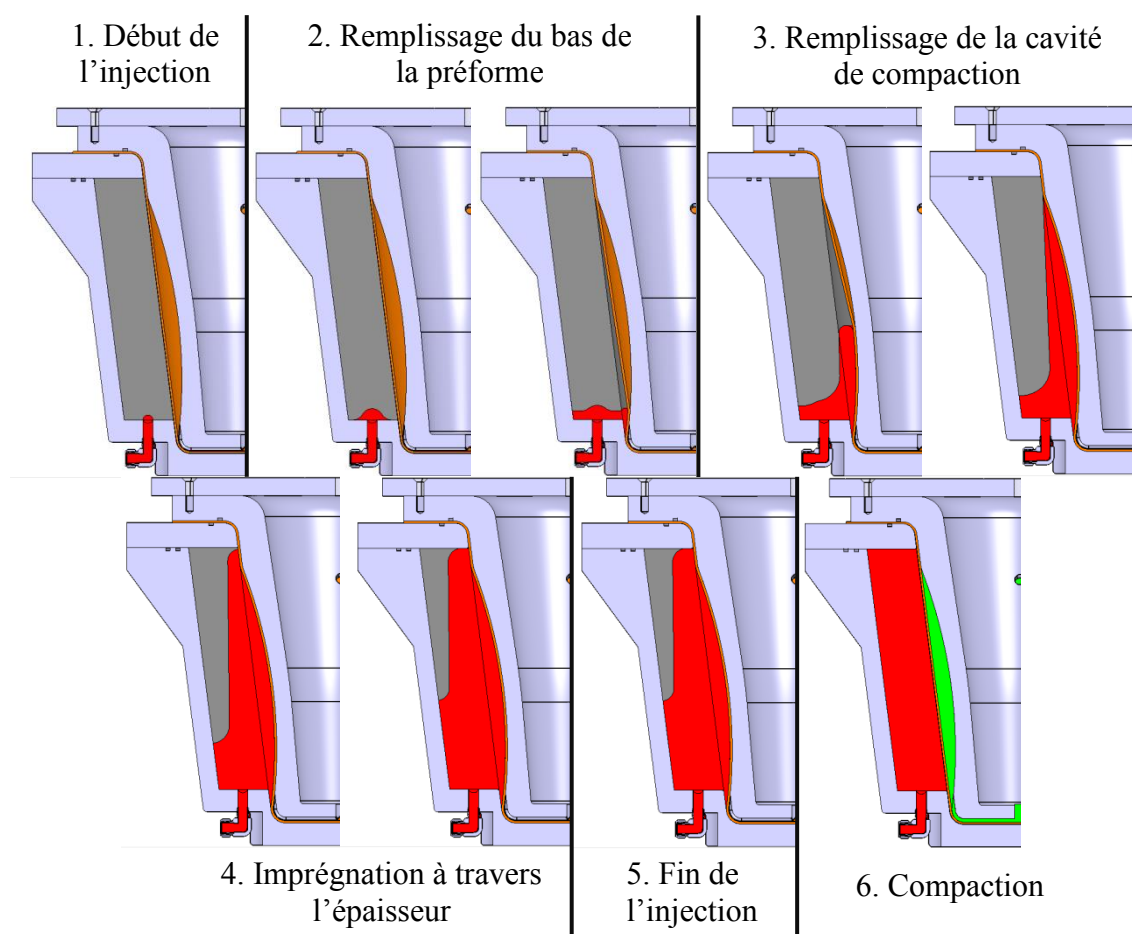 1. Début de
l’injection
2. Remplissage du bas de
la préforme
3. Remplissage de la cavité
de compaction
4. Imprégnation à travers
l’épaisseur
5. Fin de
l’injection
6. Compaction